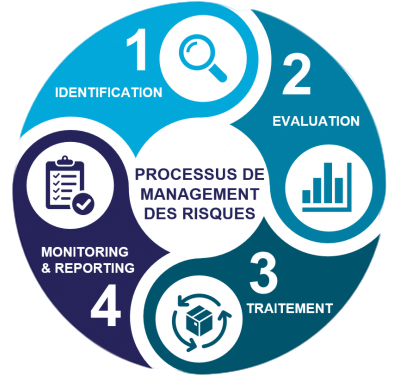 1
IDENTIFICATION
2
EVALUATION
PROCESSUS DE
MANAGEMENT
DES RISQUES
3
TRAITEMENT
MONITORING
& REPORTING
4